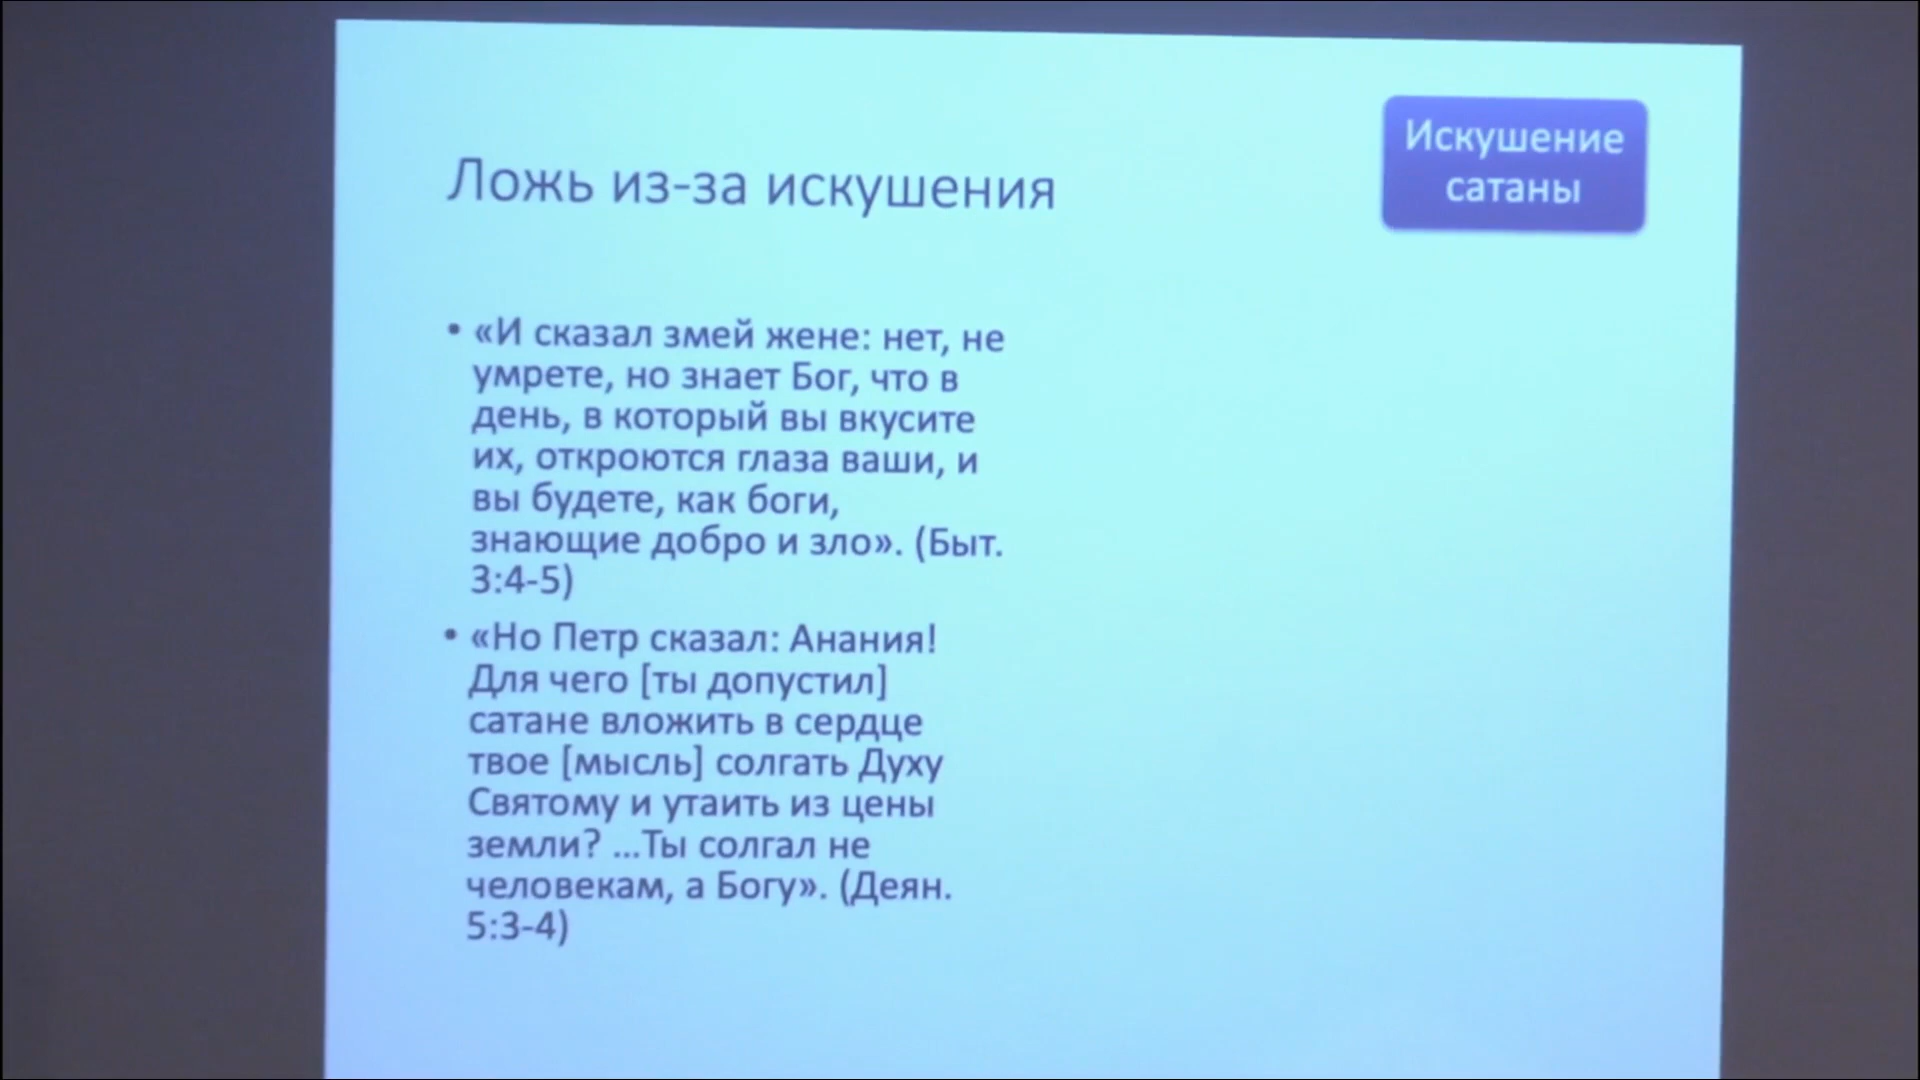 Искушение
сатаны
Ложь из-за искушения
• «И сказал змей жене: нет, не
умрете, но знает Бог, что в
день, в который вы вкусите
их, откроются глаза ваши, и
вы будете, как боги,
знающие добро и зло». (Быт.
3:4-5)
• «Но Петр сказал: Анания!
Для чего [ты допустил]
сатане вложить в сердце
твое [мысль] солгать Духу
Святому и утаить из цены
земли? ...Ты солгал не
человекам, а Богу». (Деян.
5:3-4)